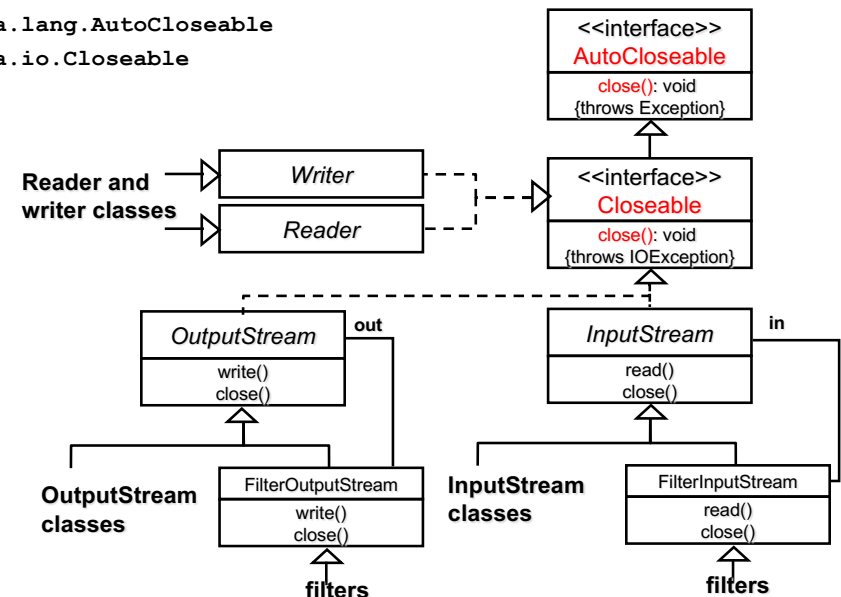 a.lang.AutoCloseable
a.io.Closeable
<<interface>>
AutoCloseable
close(): void
{throws Exception}
Reader and
writer classes
Writer
Reader
<<interface>>
Closeable
close(): void
{throws IOException}
OutputStream
write()
close()
out
InputStream
read()
close()
in
OutputStream
classes
FilterOutputStream
write()
close()
filters
InputStream
classes
FilterInputStream
read()
close()
filters